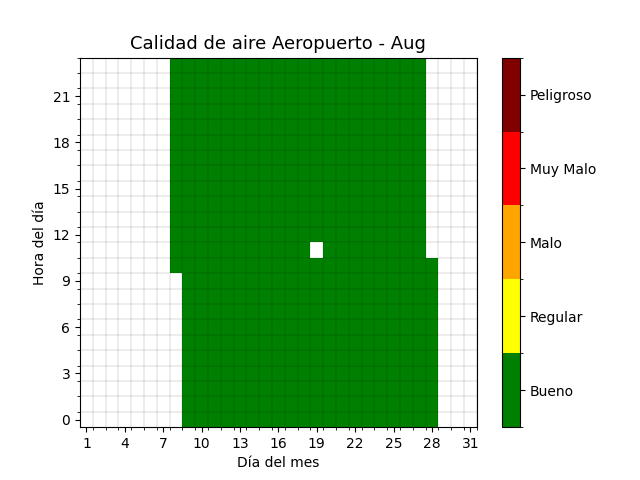 Calidad de aire Aeropuerto - Aug
Peligroso
Muy Malo
Malo
Regular
Bueno
Hora del día
21
18
15
12
9
6
3
0
1 4 7 10 13 16 19 22 25 28 31
Día del mes